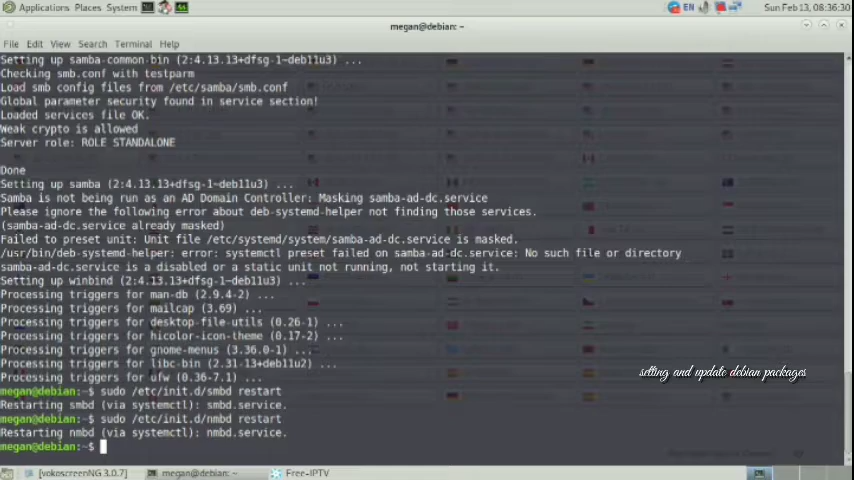 Applications Places System
EN
Sun Feb 13, 08:36:30
megan@debian: ~
File Edit View Search Terminal Help
Setting up samba-common-bin (2:4.13.13+dfsg-1~deb11u3) ...
Checking smb.conf with testparm
Load smb config files from /etc/samba/smb.conf
Global parameter security found in service section!
Loaded services file OK.
Weak crypto is allowed
Server role: ROLE STANDALONE
Done
Setting up samba (2:4.13.13+dfsg-1~deb11u3) ...
Samba is not being run as an AD Domain Controller: Masking samba-ad-dc.service
Please ignore the following error about deb-systemd-helper not finding those services.
(samba-ad-dc.service already masked)
Failed to preset unit: Unit file /etc/systemd/system/samba-ad-dc.service is masked.
/usr/bin/deb-systemd-helper: error: systemctl preset failed on samba-ad-dc.service: No such file or directory
samba-ad-dc.service is a disabled or a static unit not running, not starting it.
Setting up winbind (2:4.13.13+dfsg-1~deb11u3) ...
Processing triggers for man-db (2.9.4-2) ...
Processing triggers for mailcap (3.69) ...
Processing triggers for desktop-file-utils (0.26-1) ...
Processing triggers for hicolor-icon-theme (0.17-2) ...
Processing triggers for gnome-menus (3.36.0-1) ...
Processing triggers for libc-bin (2.31-13+deb11u2) ...
Processing triggers for ufw (0.36-7.1) ...
setting and update debian packages
megan@debian:~$ sudo /etc/init.d/smbd restart
Restarting smbd (via systemctl): smbd.service.
megan@debian:~$ sudo /etc/init.d/nmbd restart
Restarting nmbd (via systemctl): nmbd.service.
megan@debian:~$
[vokoscreenNG 3.0.7]
megan@debian: ~
Free-IPTV